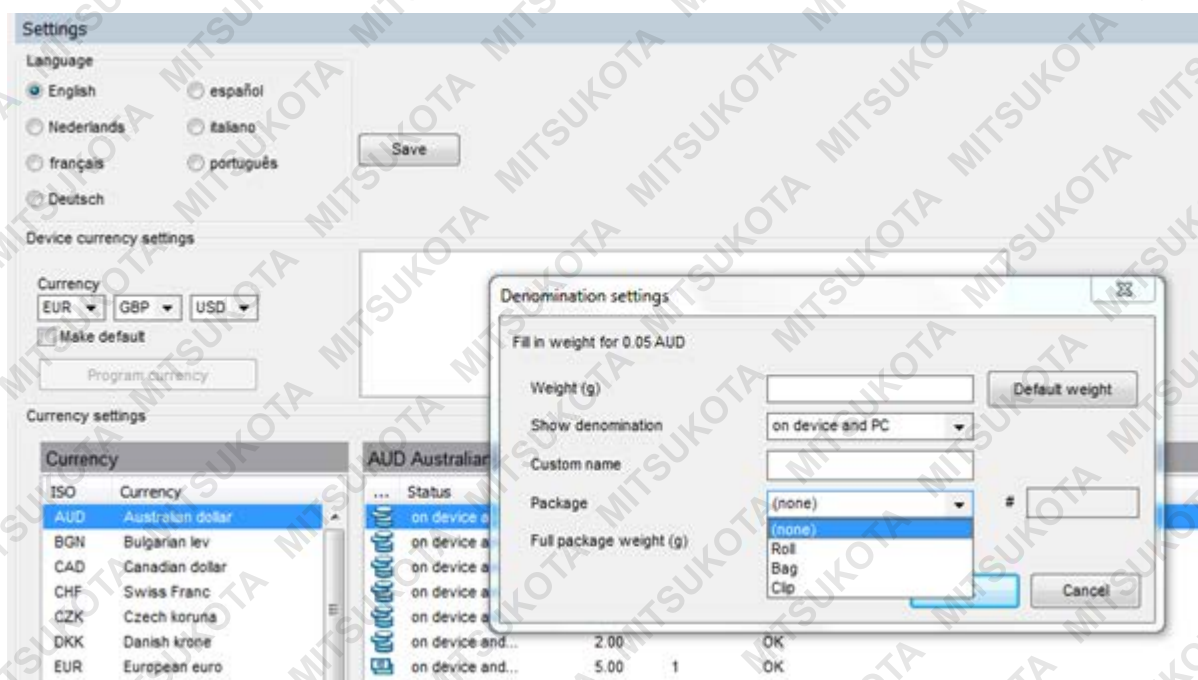 Settings
Language
English español
Nederlands italiano
français português
Deutsch
Save
Device currency settings
Currency
EUR GBP USD
Make default
Program currency
Denomination settings
Fill in weight for 0.05 AUD
Weight (g) Default weight
Show denomination on device and PC
Custom name
Package (none) #
(none)
Roll
Bag
Clip
Full package weight (g)
Cancel
Currency settings
Currency AUD Australian
ISO Currency ... Status
AUD Australian dollar on device a
BGN Bulgarian lev on device a
CAD Canadian dollar on device a
CHF Swiss Franc on device a
CZK Czech koruna on device a
DKK Danish krone on device and... 2.00 OK
EUR European euro on device and... 5.00 1 OK
MITSUKOTA